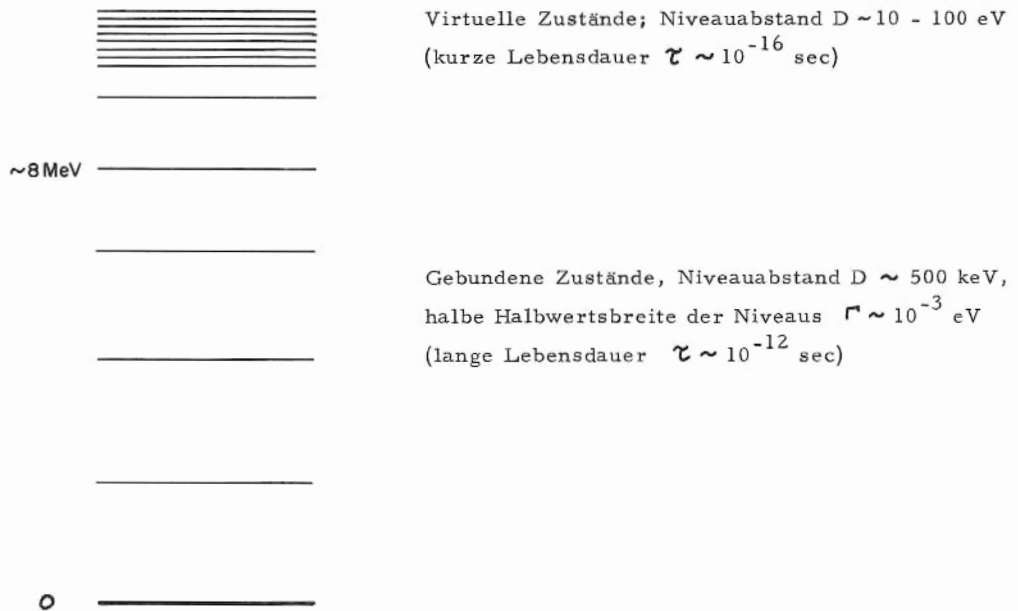 Virtuelle Zustände; Niveauabstand D ~ 10 - 100 eV
(kurze Lebensdauer τ ~ 10^-16 sec)
~8 MeV
Gebundene Zustände, Niveauabstand D ~ 500 keV,
halbe Halbwertsbreite der Niveaus Γ ~ 10^-3 eV
(lange Lebensdauer τ ~ 10^-12 sec)
0